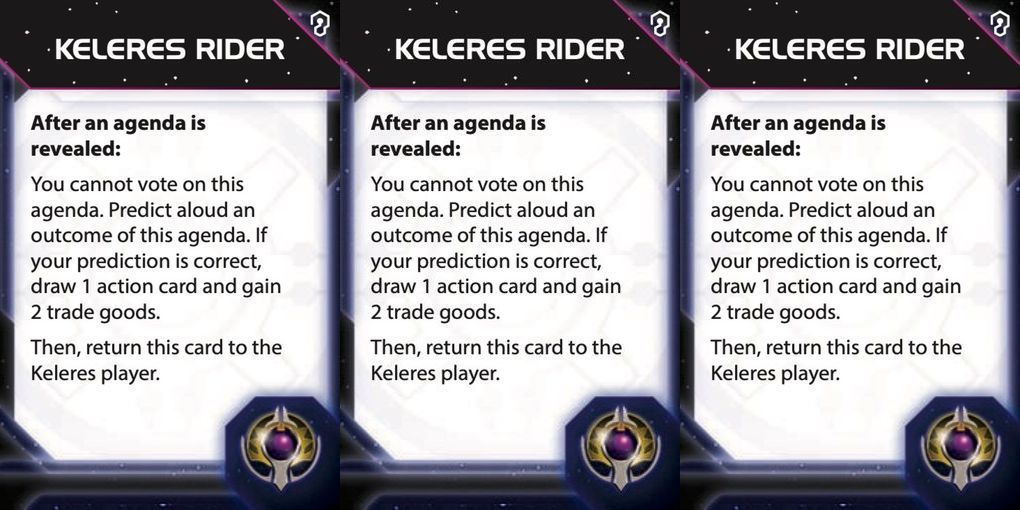 KELERES RIDER
After an agenda is
revealed:
You cannot vote on this
agenda. Predict aloud an
outcome of this agenda. If
your prediction is correct,
draw 1 action card and gain
2 trade goods.
Then, return this card to the
Keleres player.
KELERES RIDER
After an agenda is
revealed:
You cannot vote on this
agenda. Predict aloud an
outcome of this agenda. If
your prediction is correct,
draw 1 action card and gain
2 trade goods.
Then, return this card to the
Keleres player.
KELERES RIDER
After an agenda is
revealed:
You cannot vote on this
agenda. Predict aloud an
outcome of this agenda. If
your prediction is correct,
draw 1 action card and gain
2 trade goods.
Then, return this card to the
Keleres player.